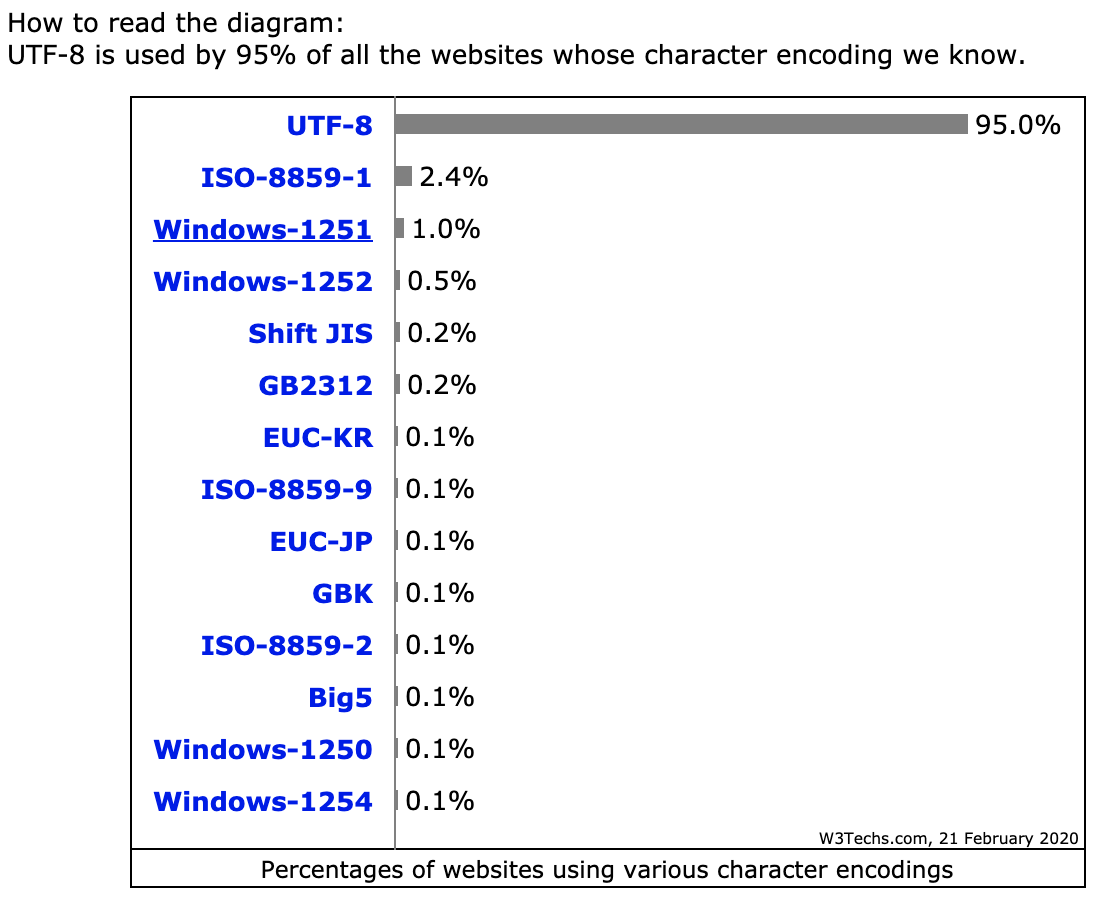 How to read the diagram:
UTF-8 is used by 95% of all the websites whose character encoding we know.
UTF-8 95.0%
ISO-8859-1 2.4%
Windows-1251 1.0%
Windows-1252 0.5%
Shift JIS 0.2%
GB2312 0.2%
EUC-KR 0.1%
ISO-8859-9 0.1%
EUC-JP 0.1%
GBK 0.1%
ISO-8859-2 0.1%
Big5 0.1%
Windows-1250 0.1%
Windows-1254 0.1%
W3Techs.com, 21 February 2020
Percentages of websites using various character encodings